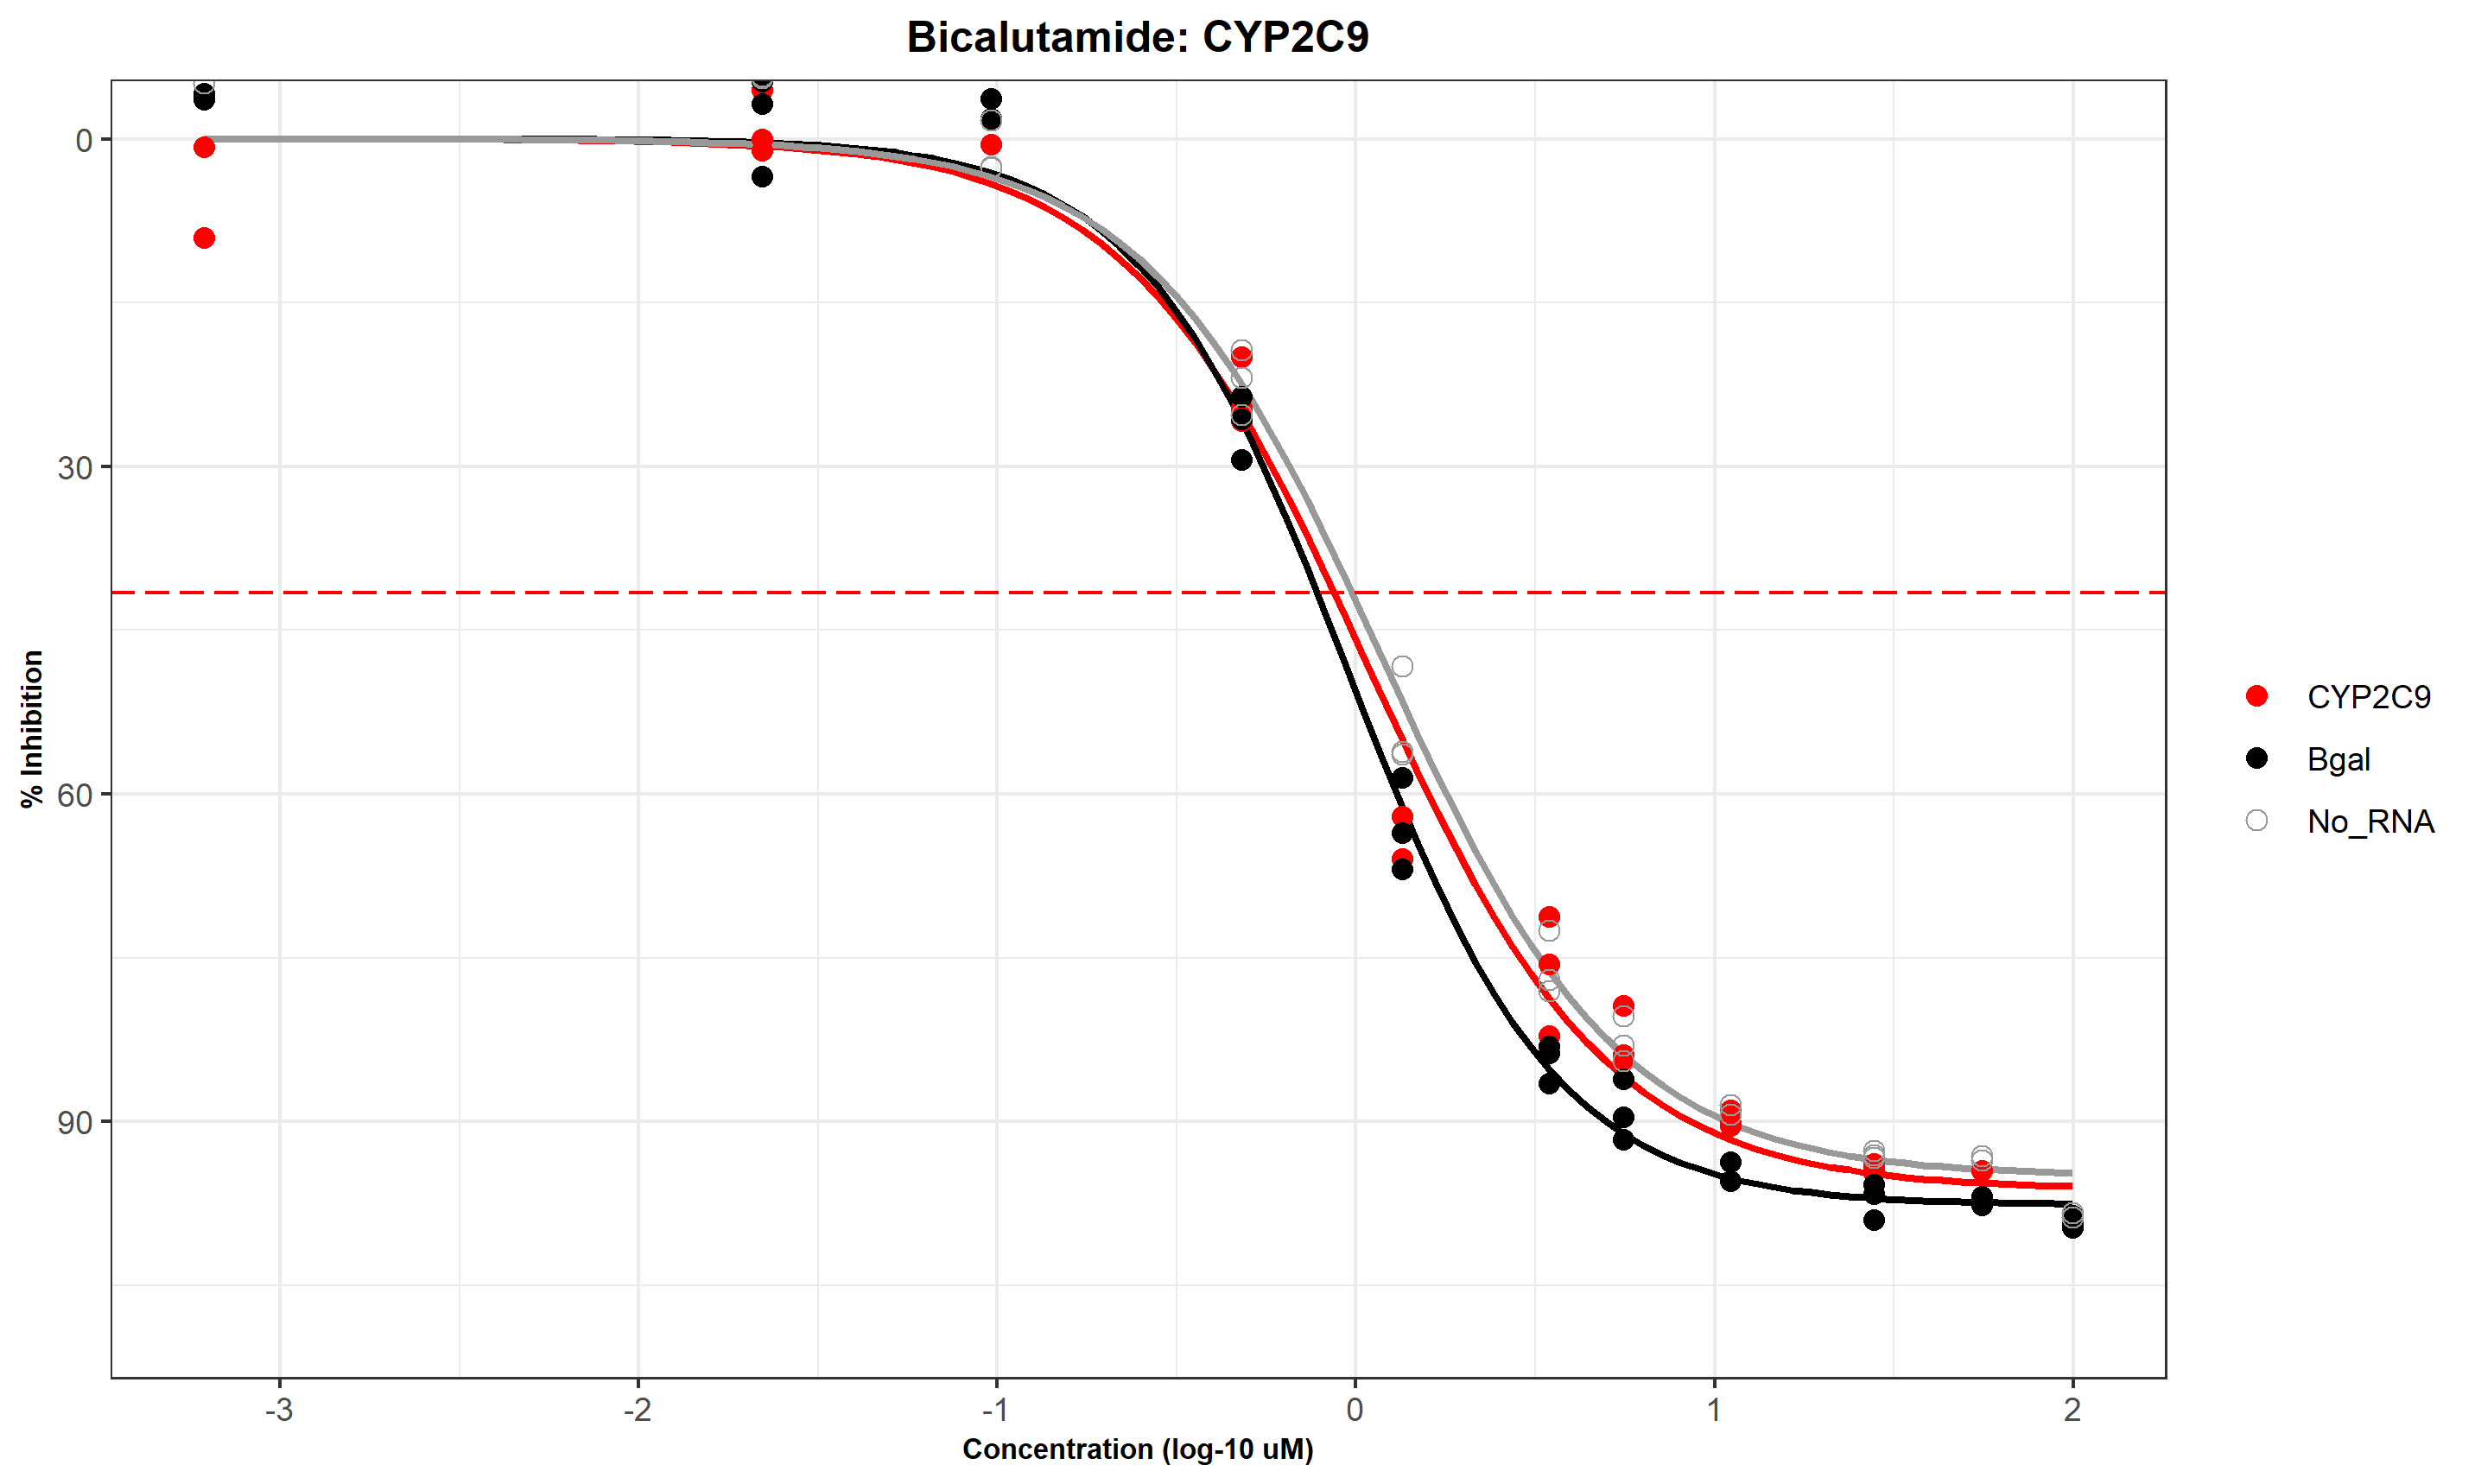 Bicalutamide: CYP2C9
0
30
60
90
% Inhibition
-3
-2
-1
0
1
2
Concentration (log-10 uM)
CYP2C9
Bgal
No_RNA